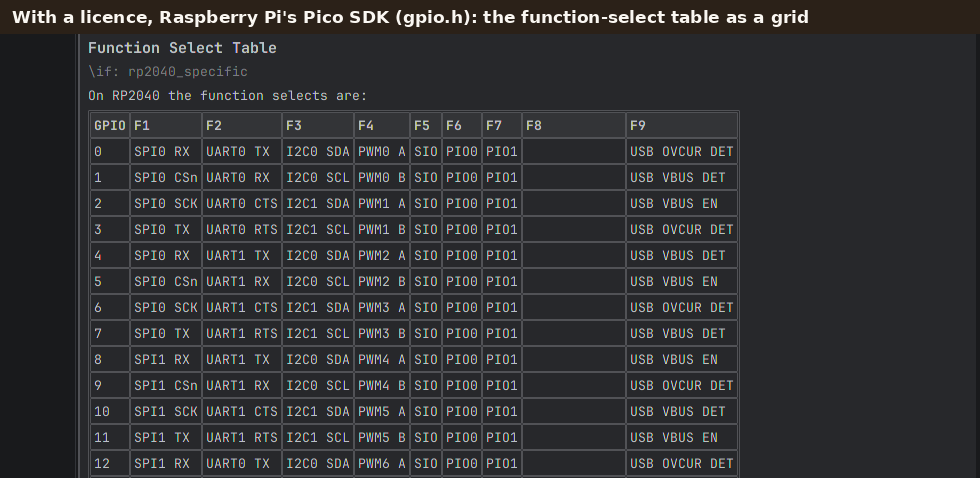 With a licence, Raspberry Pi's Pico SDK (gpio.h): the function-select table as a grid
Function Select Table
\if: rp2040_specific
On RP2040 the function selects are:
GPIO F1 F2 F3 F4 F5 F6 F7 F8 F9
0 SPI0 RX UART0 TX I2C0 SDA PWM0 A SIO PIO0 PIO1 USB OVCUR DET
1 SPI0 CSn UART0 RX I2C0 SCL PWM0 B SIO PIO0 PIO1 USB VBUS DET
2 SPI0 SCK UART0 CTS I2C1 SDA PWM1 A SIO PIO0 PIO1 USB VBUS EN
3 SPI0 TX UART0 RTS I2C1 SCL PWM1 B SIO PIO0 PIO1 USB OVCUR DET
4 SPI0 RX UART1 TX I2C0 SDA PWM2 A SIO PIO0 PIO1 USB VBUS DET
5 SPI0 CSn UART1 RX I2C0 SCL PWM2 B SIO PIO0 PIO1 USB VBUS EN
6 SPI0 SCK UART1 CTS I2C1 SDA PWM3 A SIO PIO0 PIO1 USB OVCUR DET
7 SPI0 TX UART1 RTS I2C1 SCL PWM3 B SIO PIO0 PIO1 USB VBUS DET
8 SPI1 RX UART1 TX I2C0 SDA PWM4 A SIO PIO0 PIO1 USB VBUS EN
9 SPI1 CSn UART1 RX I2C0 SCL PWM4 B SIO PIO0 PIO1 USB OVCUR DET
10 SPI1 SCK UART1 CTS I2C1 SDA PWM5 A SIO PIO0 PIO1 USB VBUS DET
11 SPI1 TX UART1 RTS I2C1 SCL PWM5 B SIO PIO0 PIO1 USB VBUS EN
12 SPI1 RX UART0 TX I2C0 SDA PWM6 A SIO PIO0 PIO1 USB OVCUR DET